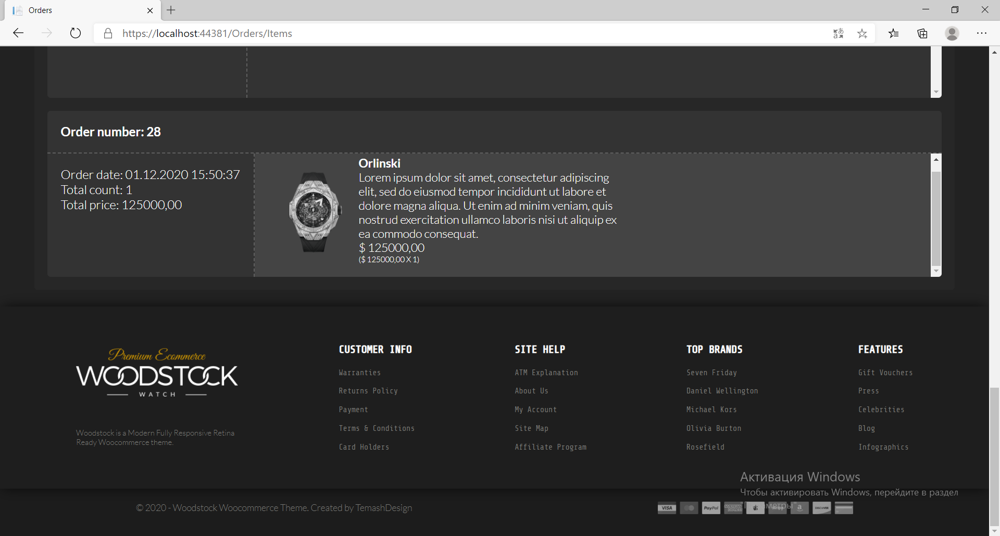 Orders
https://localhost:44381/Orders/Items
Order number: 28
Order date: 01.12.2020 15:50:37
Total count: 1
Total price: 125000,00
Orlinski
Lorem ipsum dolor sit amet, consectetur adipiscing
elit, sed do eiusmod tempor incididunt ut labore et
dolore magna aliqua. Ut enim ad minim veniam, quis
nostrud exercitation ullamco laboris nisi ut aliquip ex
ea commodo consequat.
$ 125000,00
($ 125000,00 X 1)
Premium Ecommerce
WOODSTOCK
WATCH
Woodstock is a Modern Fully Responsive Retina
Ready Woocommerce theme.
CUSTOMER INFO
Warranties
Returns Policy
Payment
Terms & Conditions
Card Holders
SITE HELP
ATM Explanation
About Us
My Account
Site Map
Affiliate Program
TOP BRANDS
Seven Friday
Daniel Wellington
Michael Kors
Olivia Burton
Rosefield
FEATURES
Gift Vouchers
Press
Celebrities
Blog
Infographics
Активация Windows
Чтобы активировать Windows, перейдите в раздел
"Параметры"
© 2020 - Woodstock Woocommerce Theme. Created by TemashDesign
VISA
PayPal
AMERICAN EXPRESS
DISCOVER